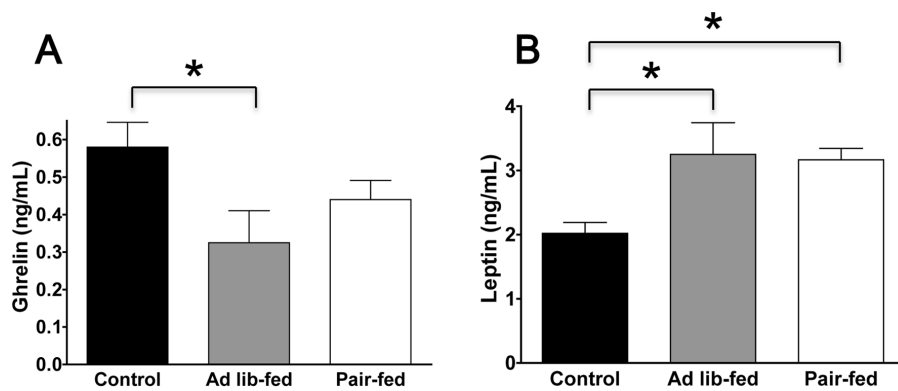 A
*
Ghrelin (ng/mL)
0.6
0.5
0.4
0.3
0.2
0.1
0.0
Control Ad lib-fed Pair-fed
B
*
*
Leptin (ng/mL)
4
3
2
1
0
Control Ad lib-fed Pair-fed